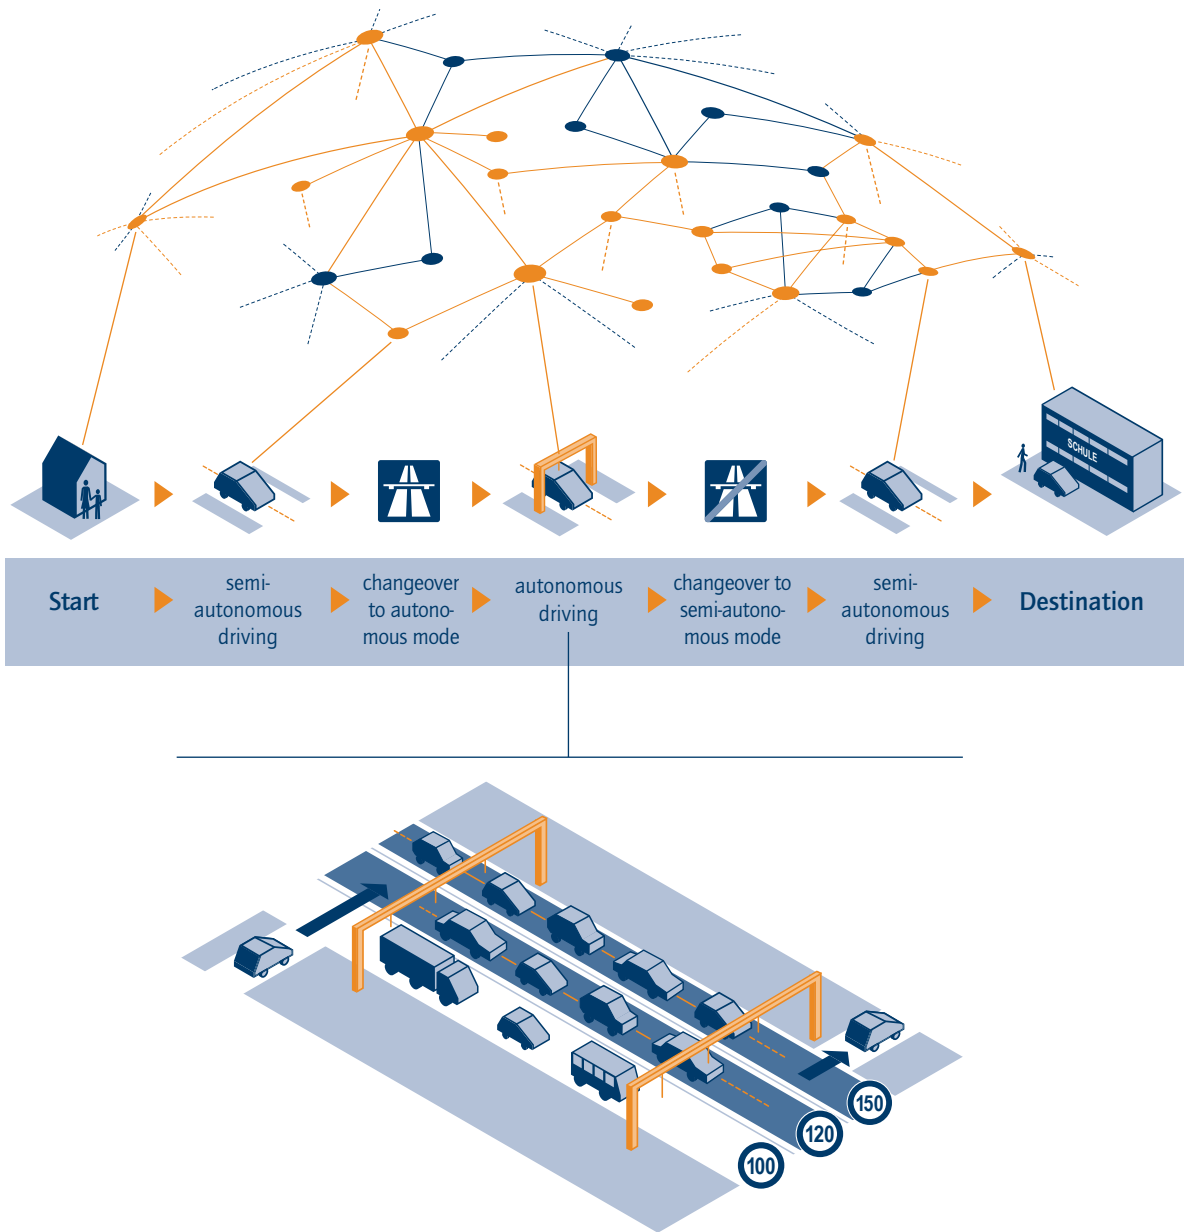 SCHULE
Start
semi-
autonomous
driving
changeover
to autono-
mous mode
autonomous
driving
changeover to
semi-autono-
mous mode
semi-
autonomous
driving
Destination
150
120
100